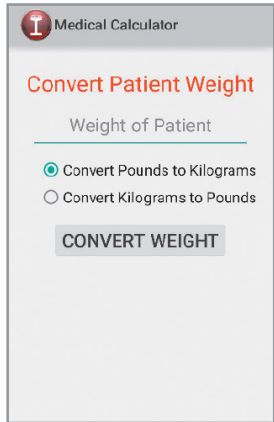 Medical Calculator
Convert Patient Weight
Weight of Patient
Convert Pounds to Kilograms
Convert Kilograms to Pounds
CONVERT WEIGHT